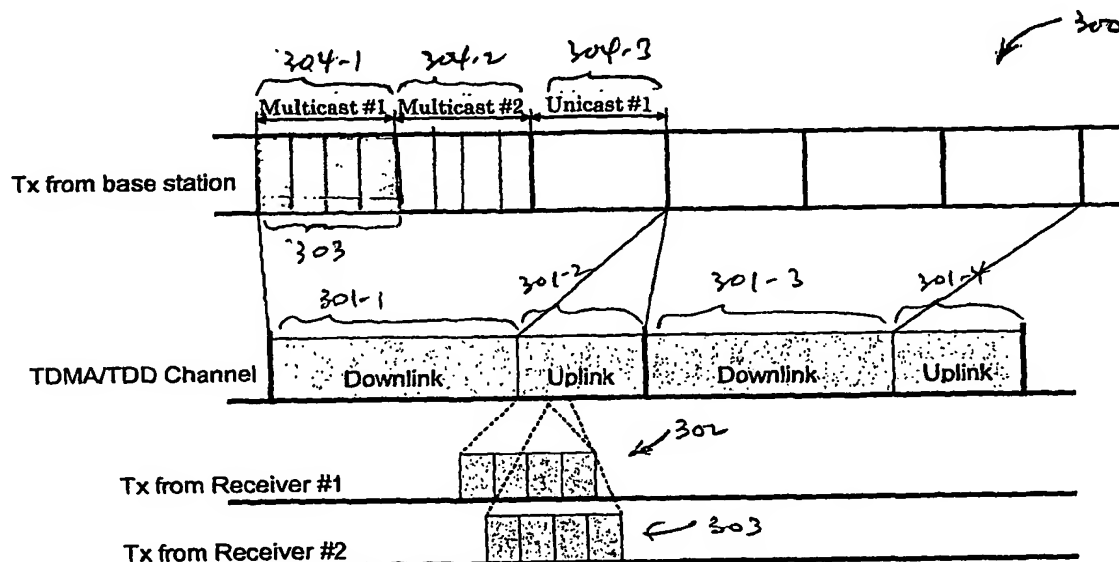 300
304-1 304-2 304-3
Multicast #1 Multicast #2 Unicast #1
Tx from base station
303
301-1 301-2 301-3 301-4
TDMA/TDD Channel Downlink Uplink Downlink Uplink
302
Tx from Receiver #1
303
Tx from Receiver #2